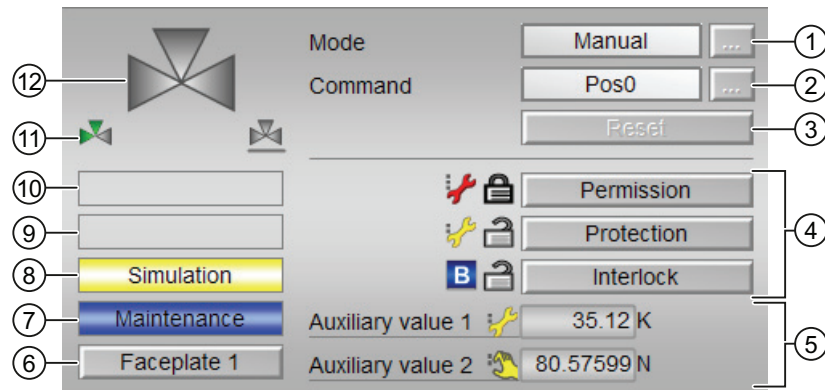 Mode Manual ... 1
Command Pos0 ... 2
Reset 3
12
11
10 Permission
9 Protection 4
8 Simulation B Interlock
7 Maintenance Auxiliary value 1 35.12 K
6 Faceplate 1 Auxiliary value 2 80.57599 N 5